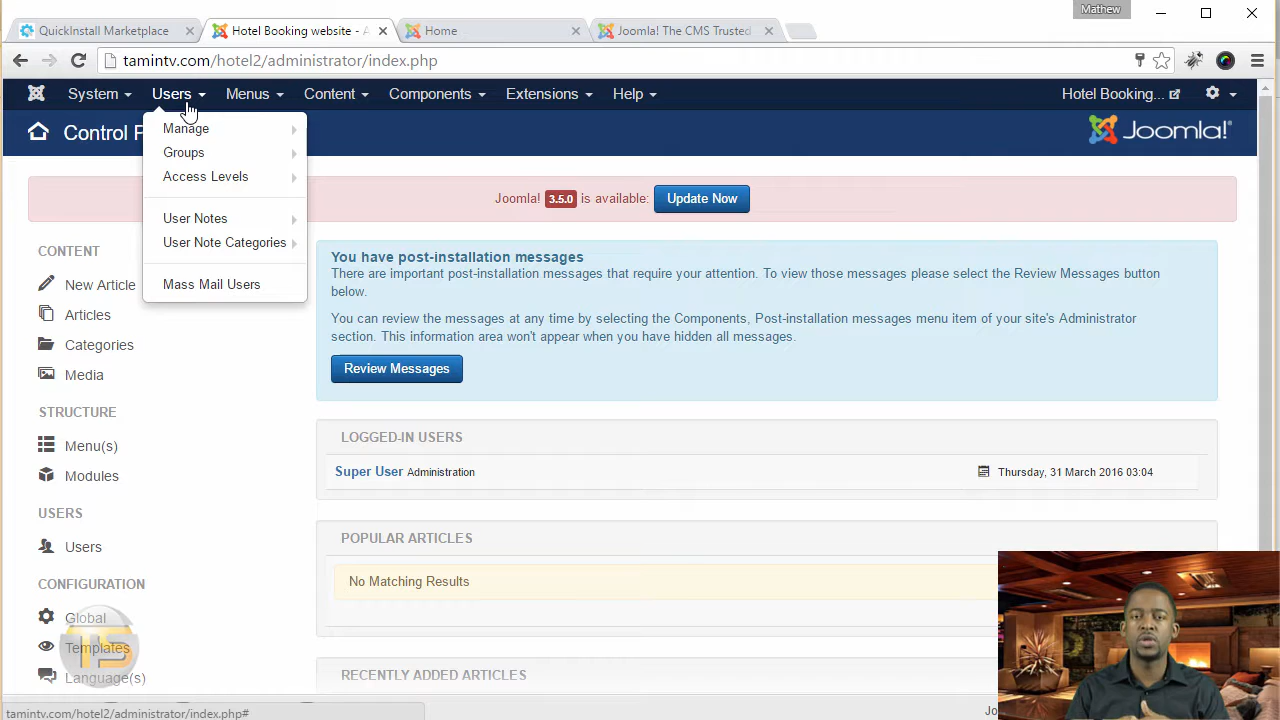 Mathew
QuickInstall Marketplace
Hotel Booking website - A
Home
Joomla! The CMS Trusted
tamintv.com/hotel2/administrator/index.php
System Users Menus Content Components Extensions Help Hotel Booking...
Control P
Joomla!
Manage
Groups
Access Levels
User Notes
User Note Categories
Mass Mail Users
Joomla! 3.5.0 is available: Update Now
CONTENT
New Article
Articles
Categories
Media
STRUCTURE
Menu(s)
Modules
USERS
Users
CONFIGURATION
Global
Templates
Language(s)
TS
You have post-installation messages
There are important post-installation messages that require your attention. To view those messages please select the Review Messages button
below.
You can review the messages at any time by selecting the Components, Post-installation messages menu item of your site's Administrator
section. This information area won't appear when you have hidden all messages.
Review Messages
LOGGED-IN USERS
Super User Administration Thursday, 31 March 2016 03:04
POPULAR ARTICLES
No Matching Results
RECENTLY ADDED ARTICLES
Jo
tamintv.com/hotel2/administrator/index.php#